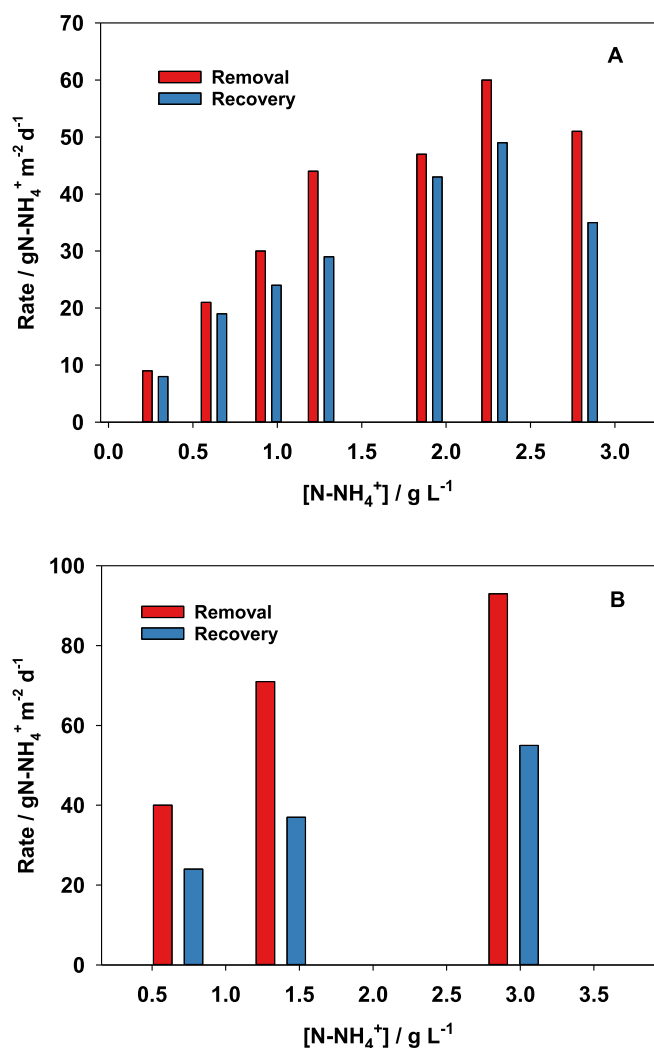 70
A
60
Removal
Recovery
50
40
30
20
10
0
Rate / gN-NH₄⁺ m⁻² d⁻¹
0.0 0.5 1.0 1.5 2.0 2.5 3.0
[N-NH₄⁺] / g L⁻¹
100
B
Removal
Recovery
80
60
40
20
0
Rate / gN-NH₄⁺ m⁻² d⁻¹
0.5 1.0 1.5 2.0 2.5 3.0 3.5
[N-NH₄⁺] / g L⁻¹